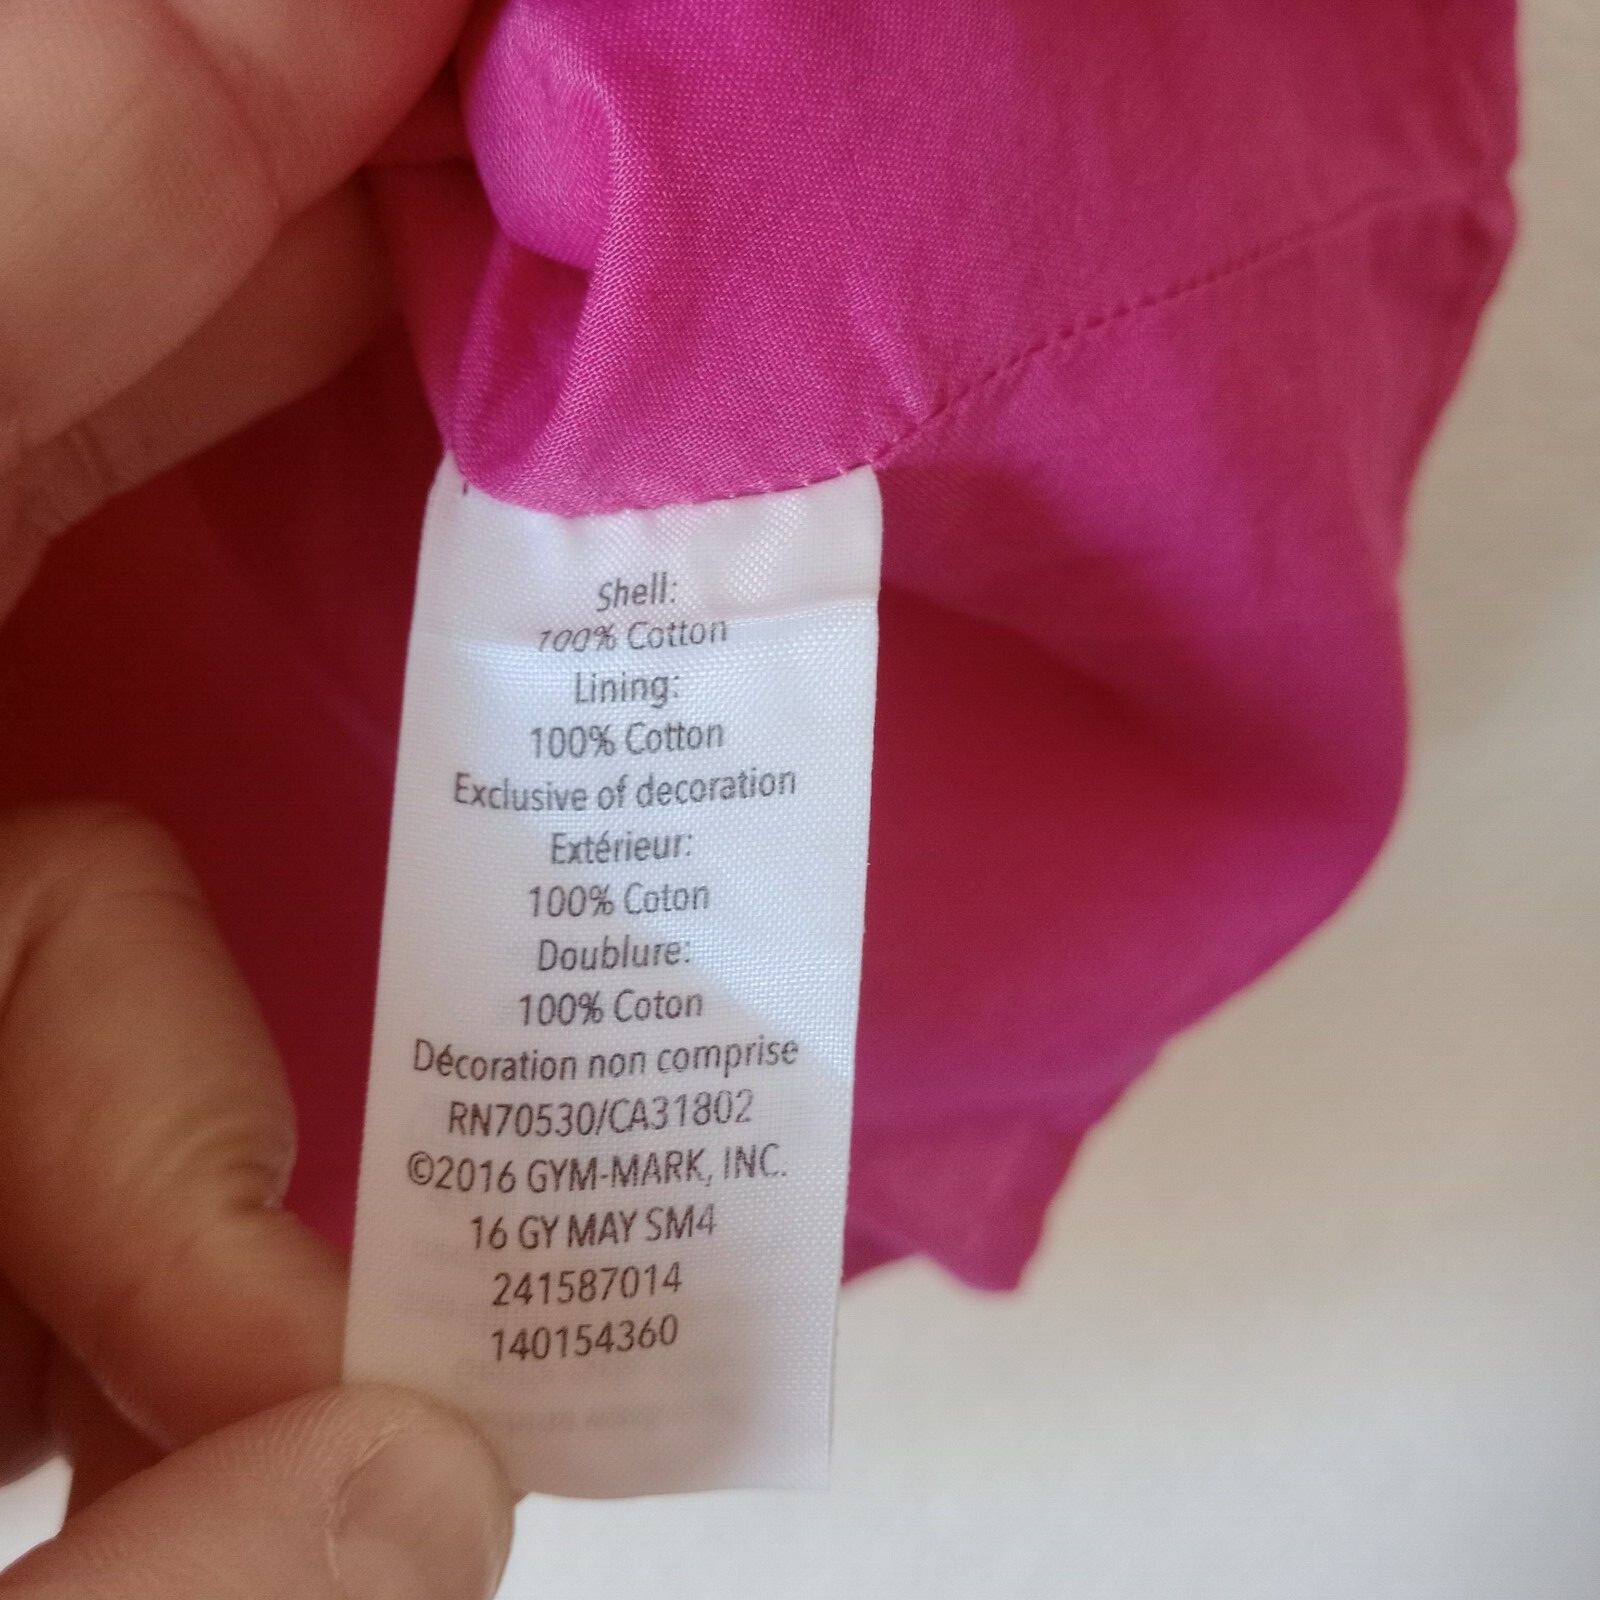 Shell:
100% Cotton
Lining:
100% Cotton
Exclusive of decoration
Extérieur:
100% Coton
Doublure:
100% Coton
Décoration non comprise
RN70530/CA31802
©2016 GYM-MARK, INC.
16 GY MAY SM4
241587014
140154360